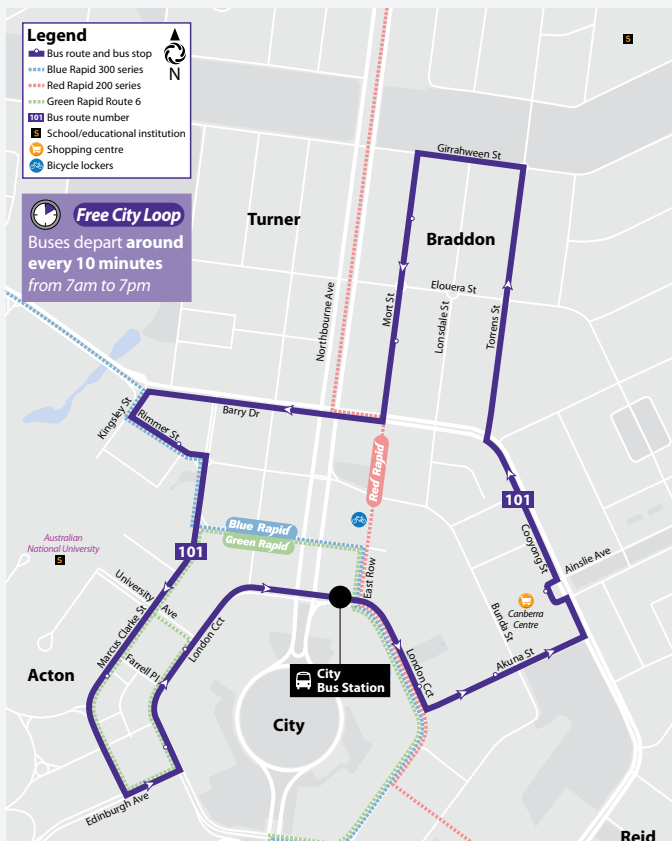 Legend
Bus route and bus stop
Blue Rapid 300 series
Red Rapid 200 series
Green Rapid Route 6
101 Bus route number
S School/educational institution
Shopping centre
Bicycle lockers
N
S
Free City Loop
Buses depart around
every 10 minutes
from 7am to 7pm
Turner
Girrahween St
Braddon
Elouera St
Northbourne Ave
Mort St
Lonsdale St
Torrens St
Kingsley St
Rimmer St
Barry Dr
Red Rapid
101
Blue Rapid
Green Rapid
Australian
National University
S
101
Cooyong St
Ainslie Ave
East Row
University
Ave
Marcus Clarke St
London Cct
Canberra
Centre
Bunda St
Farrell Pl
London Cct
Akuna St
Acton
City
Bus Station
City
Edinburgh Ave
Reid